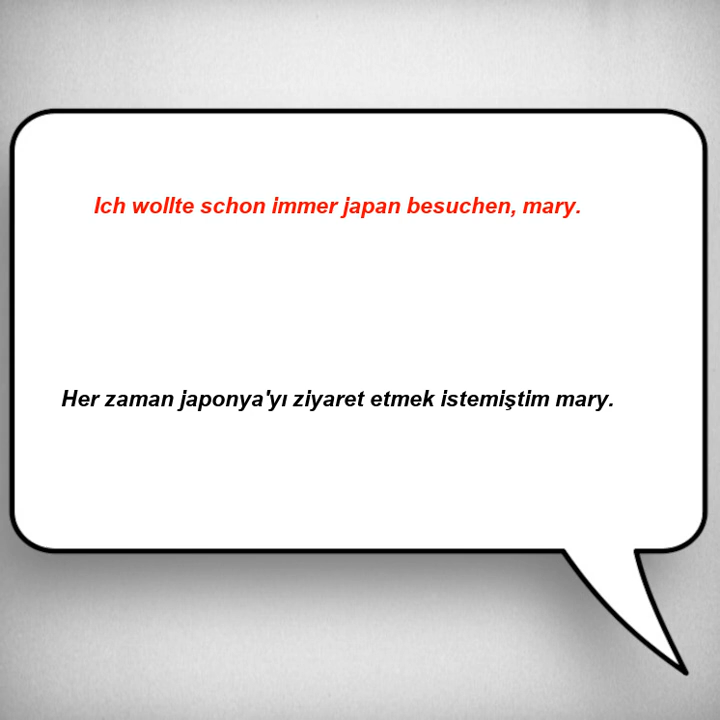 Ich wollte schon immer japan besuchen, mary.
Her zaman japonya'yı ziyaret etmek istemiştim mary.